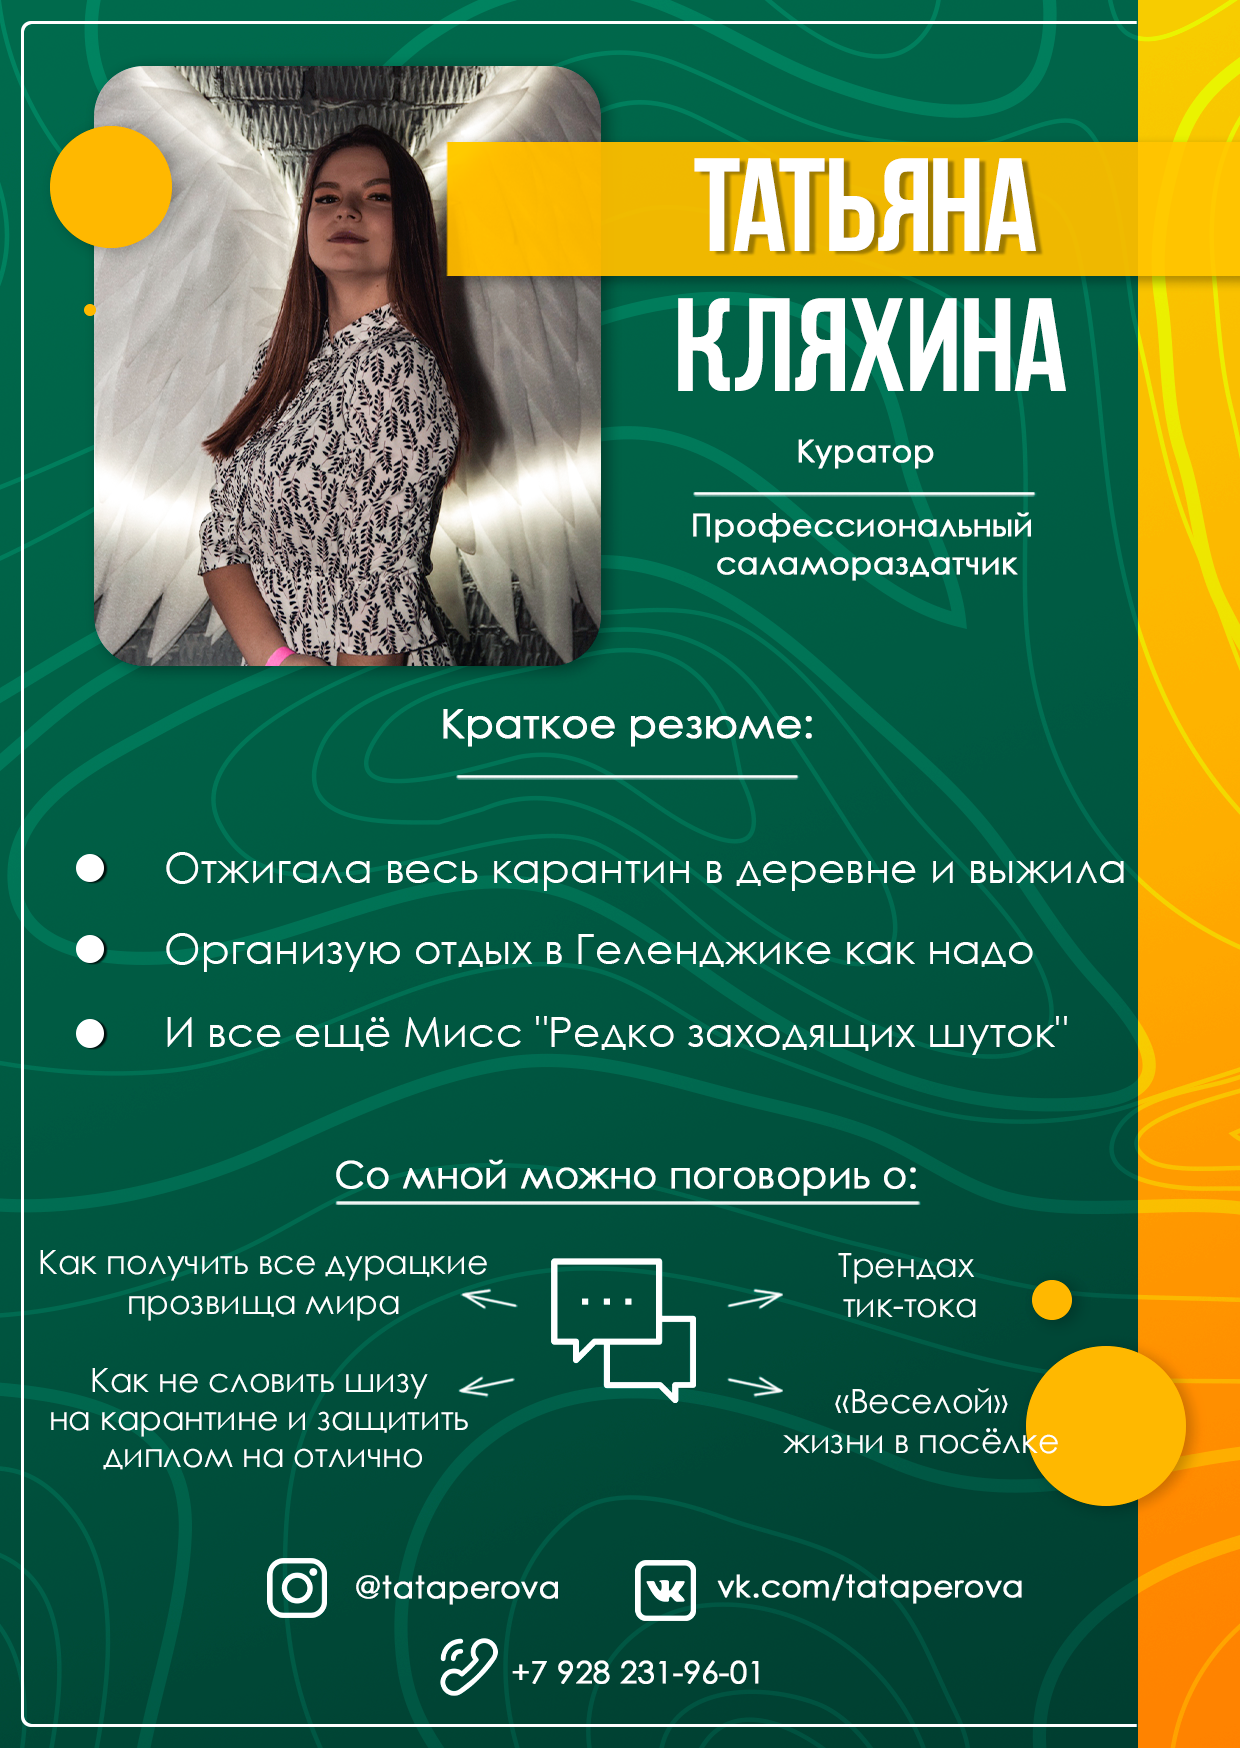 ТАТЬЯНА
КЛЯХИНА
Куратор
Профессиональный
саламораздатчик
Краткое резюме:
Отжигала весь карантин в деревне и выжила
Организую отдых в Геленджике как надо
И все ещё Мисс "Редко заходящих шуток"
Со мной можно поговориь о:
Как получить все дурацкие
прозвища мира
Трендах
тик-тока
Как не словить шизу
на карантине и защитить
диплом на отлично
«Веселой»
жизни в посёлке
@tataperova
vk.com/tataperova
+7 928 231-96-01